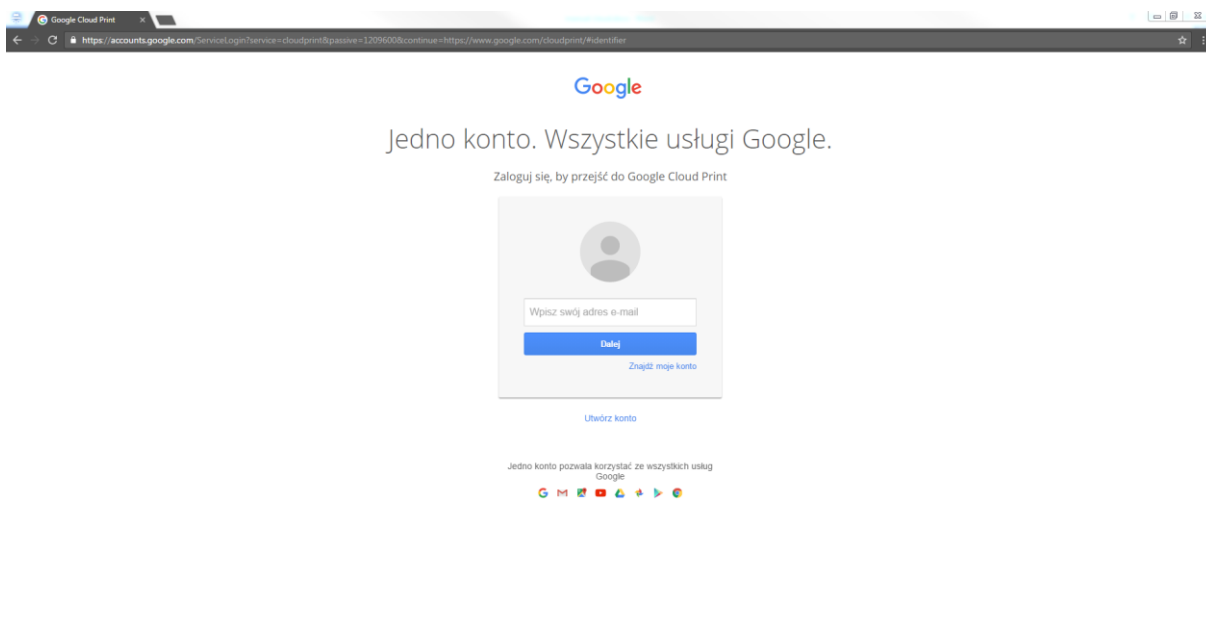 Google Cloud Print
https://accounts.google.com/ServiceLogin?service=cloudprint&passive=1209600&continue=https://www.google.com/cloudprint/#identifier
Google
Jedno konto. Wszystkie usługi Google.
Zaloguj się, by przejść do Google Cloud Print
Wpisz swój adres e-mail
Dalej
Znajdź moje konto
Utwórz konto
Jedno konto pozwala korzystać ze wszystkich usług
Google